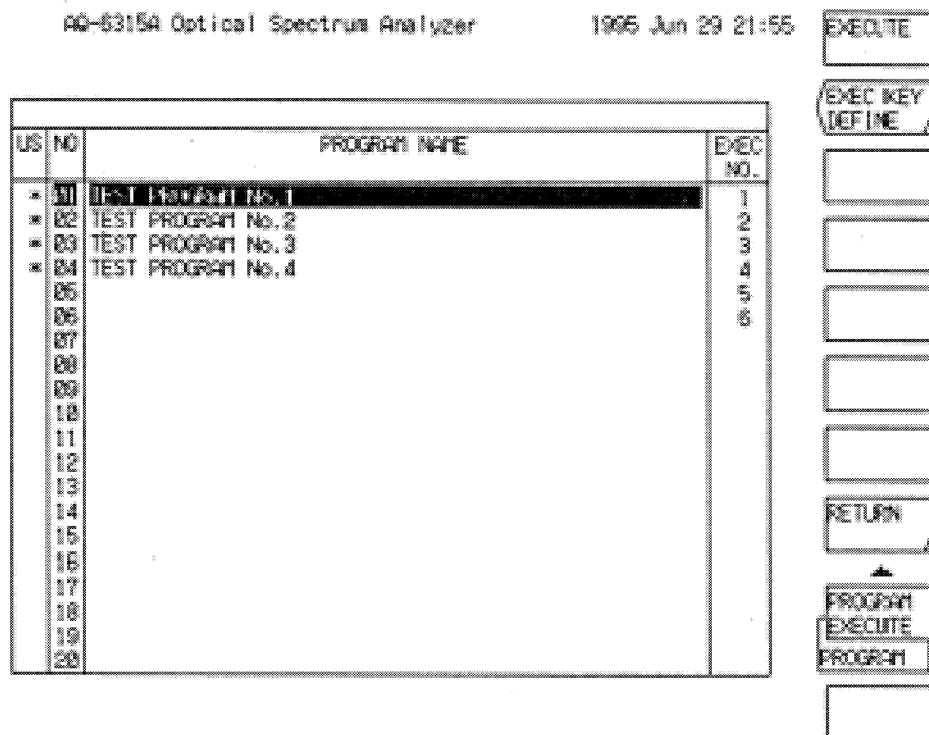 AQ-6315A Optical Spectrum Analyzer 1995 Jun 29 21:55
US NO PROGRAM NAME EXEC NO.
* 01 TEST PROGRAM No.1 1
* 02 TEST PROGRAM No.2 2
* 03 TEST PROGRAM No.3 3
* 04 TEST PROGRAM No.4 4
05 5
06 6
07
08
09
10
11
12
13
14
15
16
17
18
19
20
EXECUTE
EXEC KEY
DEFINE
RETURN
PROGRAM
EXECUTE
PROGRAM